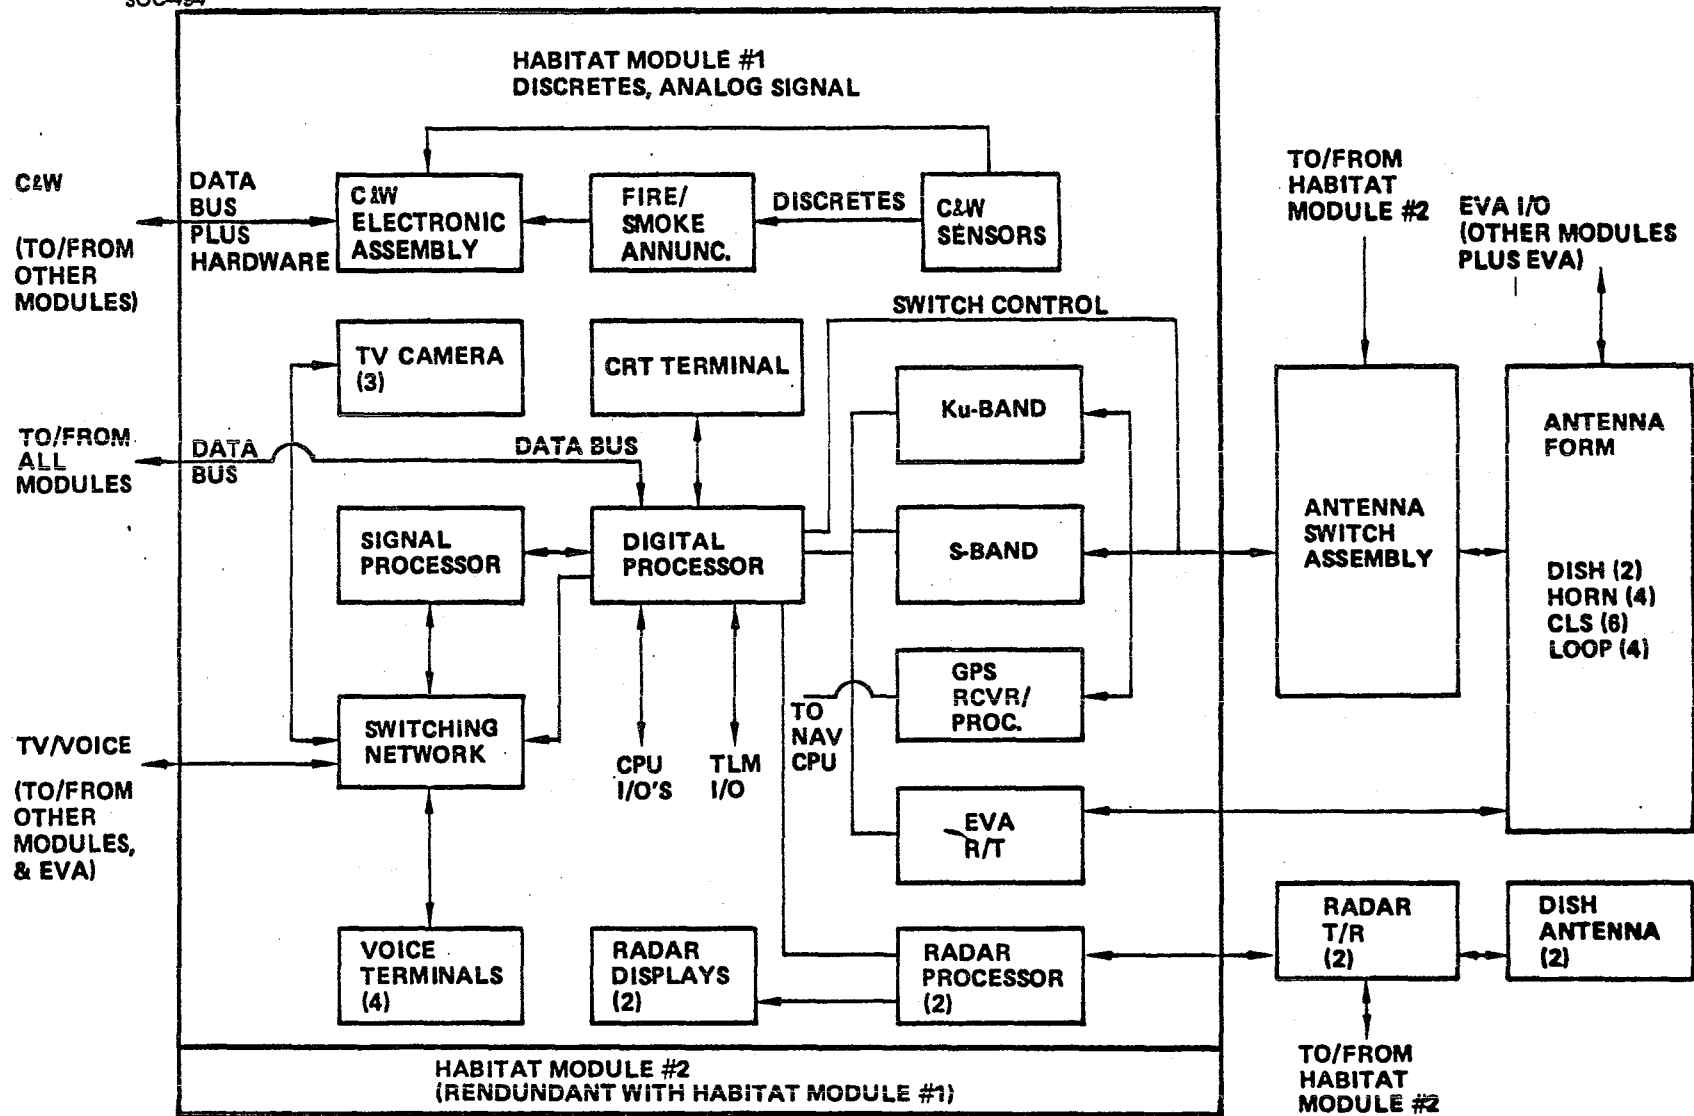 HABITAT MODULE #1
DISCRETES, ANALOG SIGNAL
C&W
(TO/FROM
OTHER
MODULES)
DATA
BUS
PLUS
HARDWARE
C&W
ELECTRONIC
ASSEMBLY
FIRE/
SMOKE
ANNUNC.
DISCRETES
C&W
SENSORS
TO/FROM
HABITAT
MODULE #2
EVA I/O
(OTHER MODULES
PLUS EVA)
SWITCH CONTROL
TV CAMERA
(3)
CRT TERMINAL
Ku-BAND
TO/FROM
ALL
MODULES
DATA
BUS
DATA BUS
SIGNAL
PROCESSOR
DIGITAL
PROCESSOR
S-BAND
ANTENNA
SWITCH
ASSEMBLY
ANTENNA
FORM
DISH (2)
HORN (4)
CLS (6)
LOOP (4)
GPS
RCVR/
PROC.
TO
NAV
CPU
TV/VOICE
(TO/FROM
OTHER
MODULES,
& EVA)
SWITCHING
NETWORK
CPU
I/O'S
TLM
I/O
EVA
R/T
VOICE
TERMINALS
(4)
RADAR
DISPLAYS
(2)
RADAR
PROCESSOR
(2)
RADAR
T/R
(2)
DISH
ANTENNA
(2)
TO/FROM
HABITAT
MODULE #2
HABITAT MODULE #2
(RENDUNDANT WITH HABITAT MODULE #1)